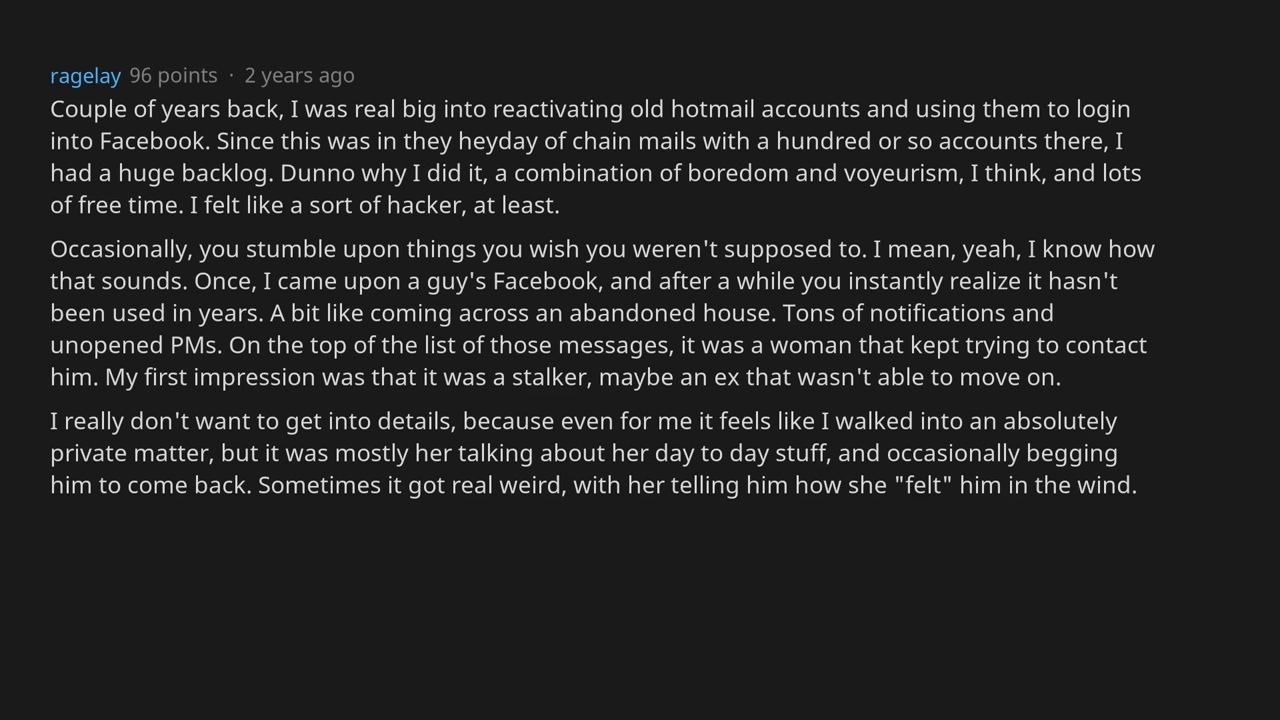 ragelay 96 points · 2 years ago
Couple of years back, I was real big into reactivating old hotmail accounts and using them to login
into Facebook. Since this was in they heyday of chain mails with a hundred or so accounts there, I
had a huge backlog. Dunno why I did it, a combination of boredom and voyeurism, I think, and lots
of free time. I felt like a sort of hacker, at least.
Occasionally, you stumble upon things you wish you weren't supposed to. I mean, yeah, I know how
that sounds. Once, I came upon a guy's Facebook, and after a while you instantly realize it hasn't
been used in years. A bit like coming across an abandoned house. Tons of notifications and
unopened PMs. On the top of the list of those messages, it was a woman that kept trying to contact
him. My first impression was that it was a stalker, maybe an ex that wasn't able to move on.
I really don't want to get into details, because even for me it feels like I walked into an absolutely
private matter, but it was mostly her talking about her day to day stuff, and occasionally begging
him to come back. Sometimes it got real weird, with her telling him how she "felt" him in the wind.